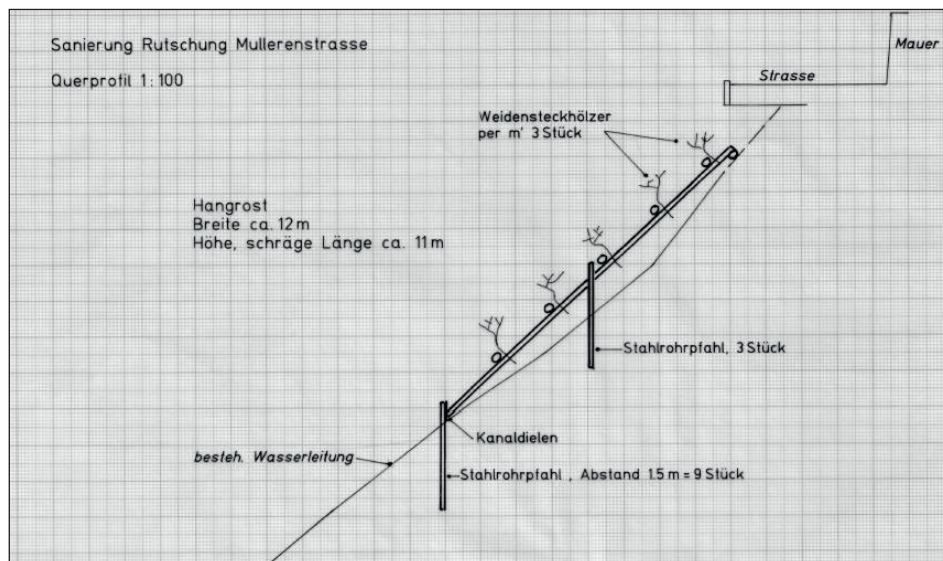 Sanierung Rutschung Mullerenstrasse
Querprofil 1:100
Mauer
Strasse
Weidensteckhölzer
per m' 3 Stück
Hangrost
Breite ca. 12 m
Höhe, schräge Länge ca. 11 m
Stahlrohrpfahl, 3 Stück
Kanaldielen
besteh. Wasserleitung
Stahlrohrpfahl, Abstand 1.5 m = 9 Stück